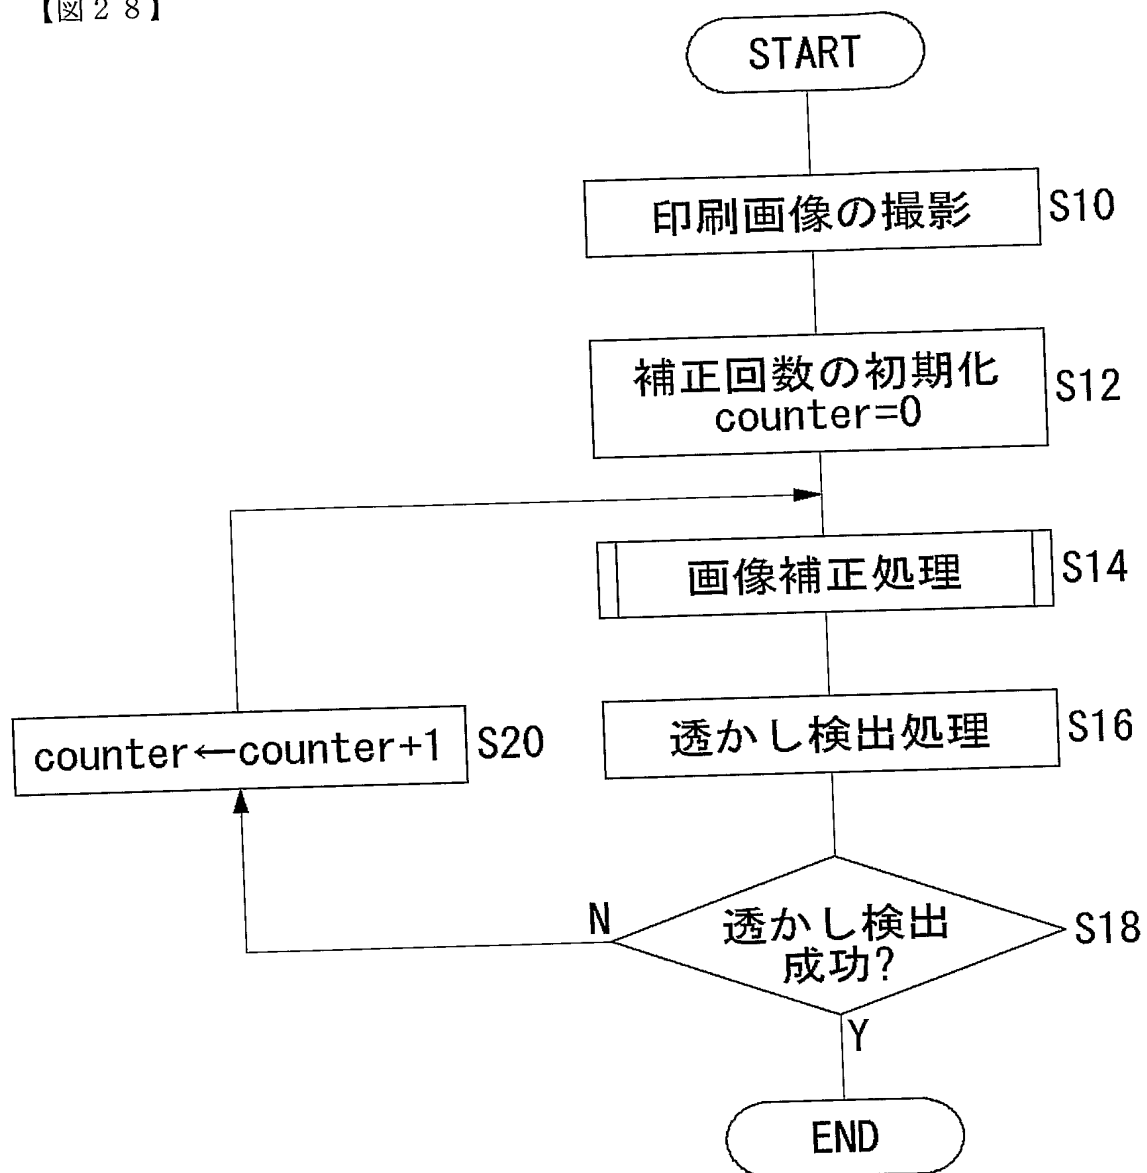 【図２８】
START
印刷画像の撮影
S10
補正回数の初期化
counter=0
S12
画像補正処理
S14
透かし検出処理
S16
counter←counter+1
S20
透かし検出
成功?
S18
N
Y
END